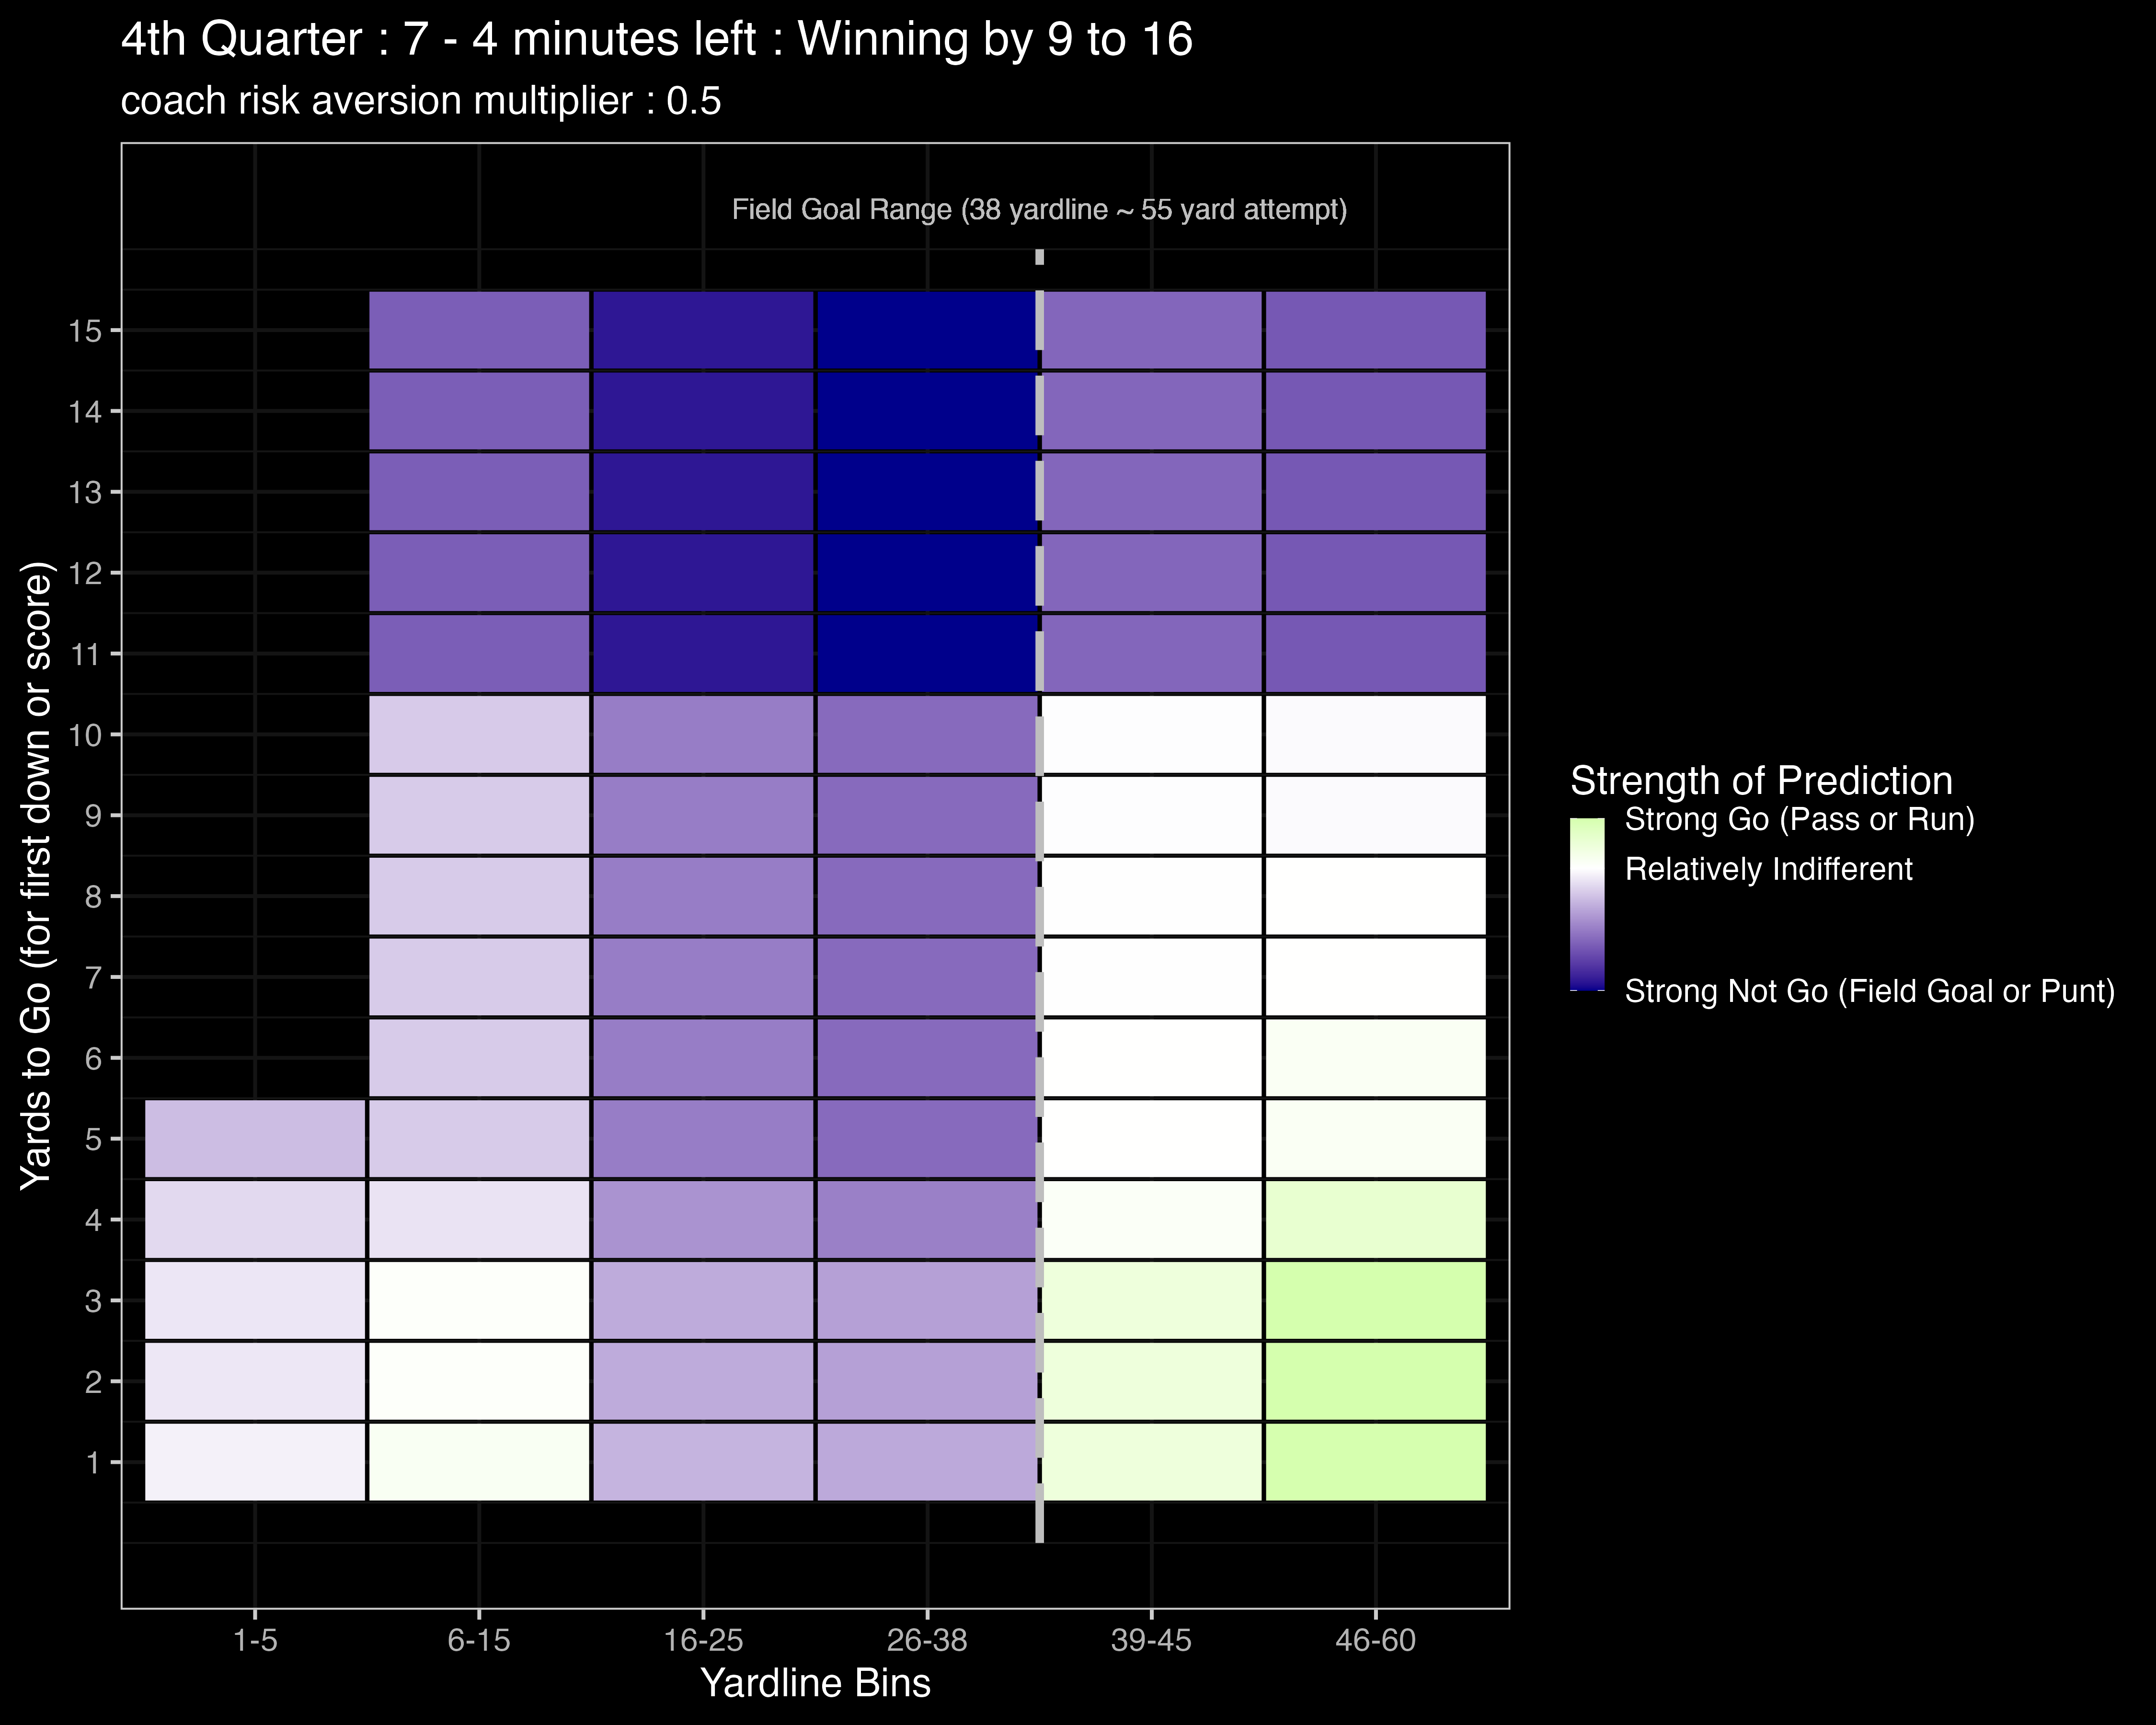 4th Quarter : 7 - 4 minutes left : Winning by 9 to 16
coach risk aversion multiplier : 0.5
Field Goal Range (38 yardline ~ 55 yard attempt)
Yards to Go (for first down or score)
15
14
13
12
11
10
9
8
7
6
5
4
3
2
1
1-5 6-15 16-25 26-38 39-45 46-60
Yardline Bins
Strength of Prediction
Strong Go (Pass or Run)
Relatively Indifferent
Strong Not Go (Field Goal or Punt)